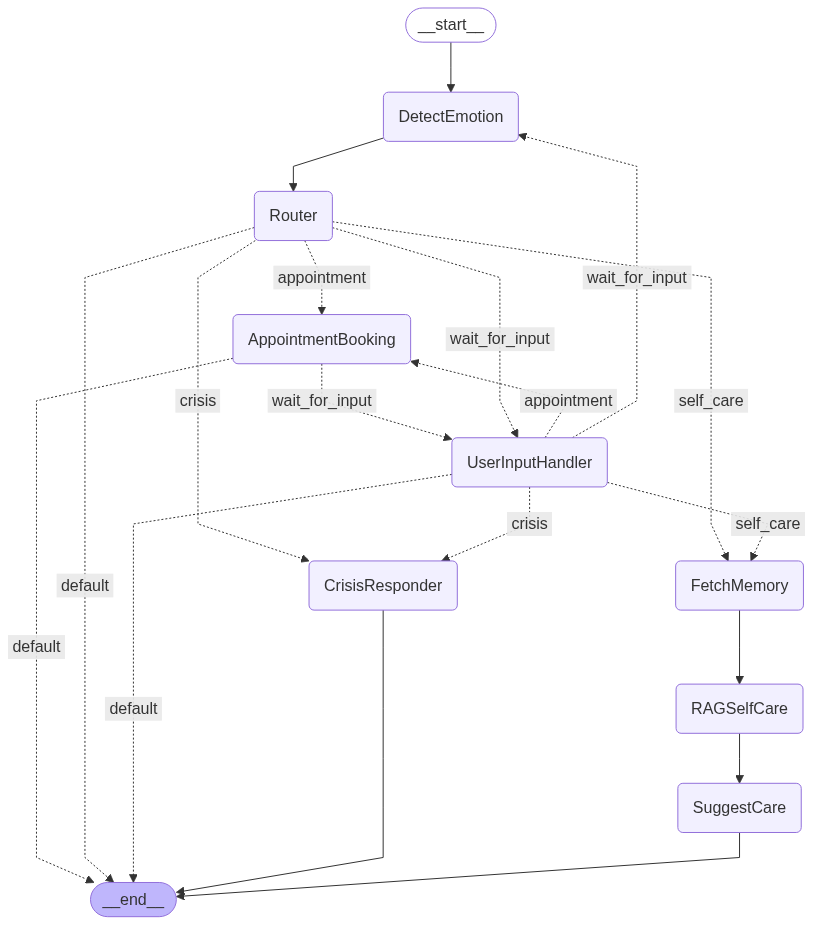 __start__
DetectEmotion
Router
appointment
wait_for_input
AppointmentBooking
wait_for_input
crisis
wait_for_input
appointment
self_care
UserInputHandler
crisis
self_care
default
CrisisResponder
FetchMemory
default
default
RAGSelfCare
SuggestCare
__end__